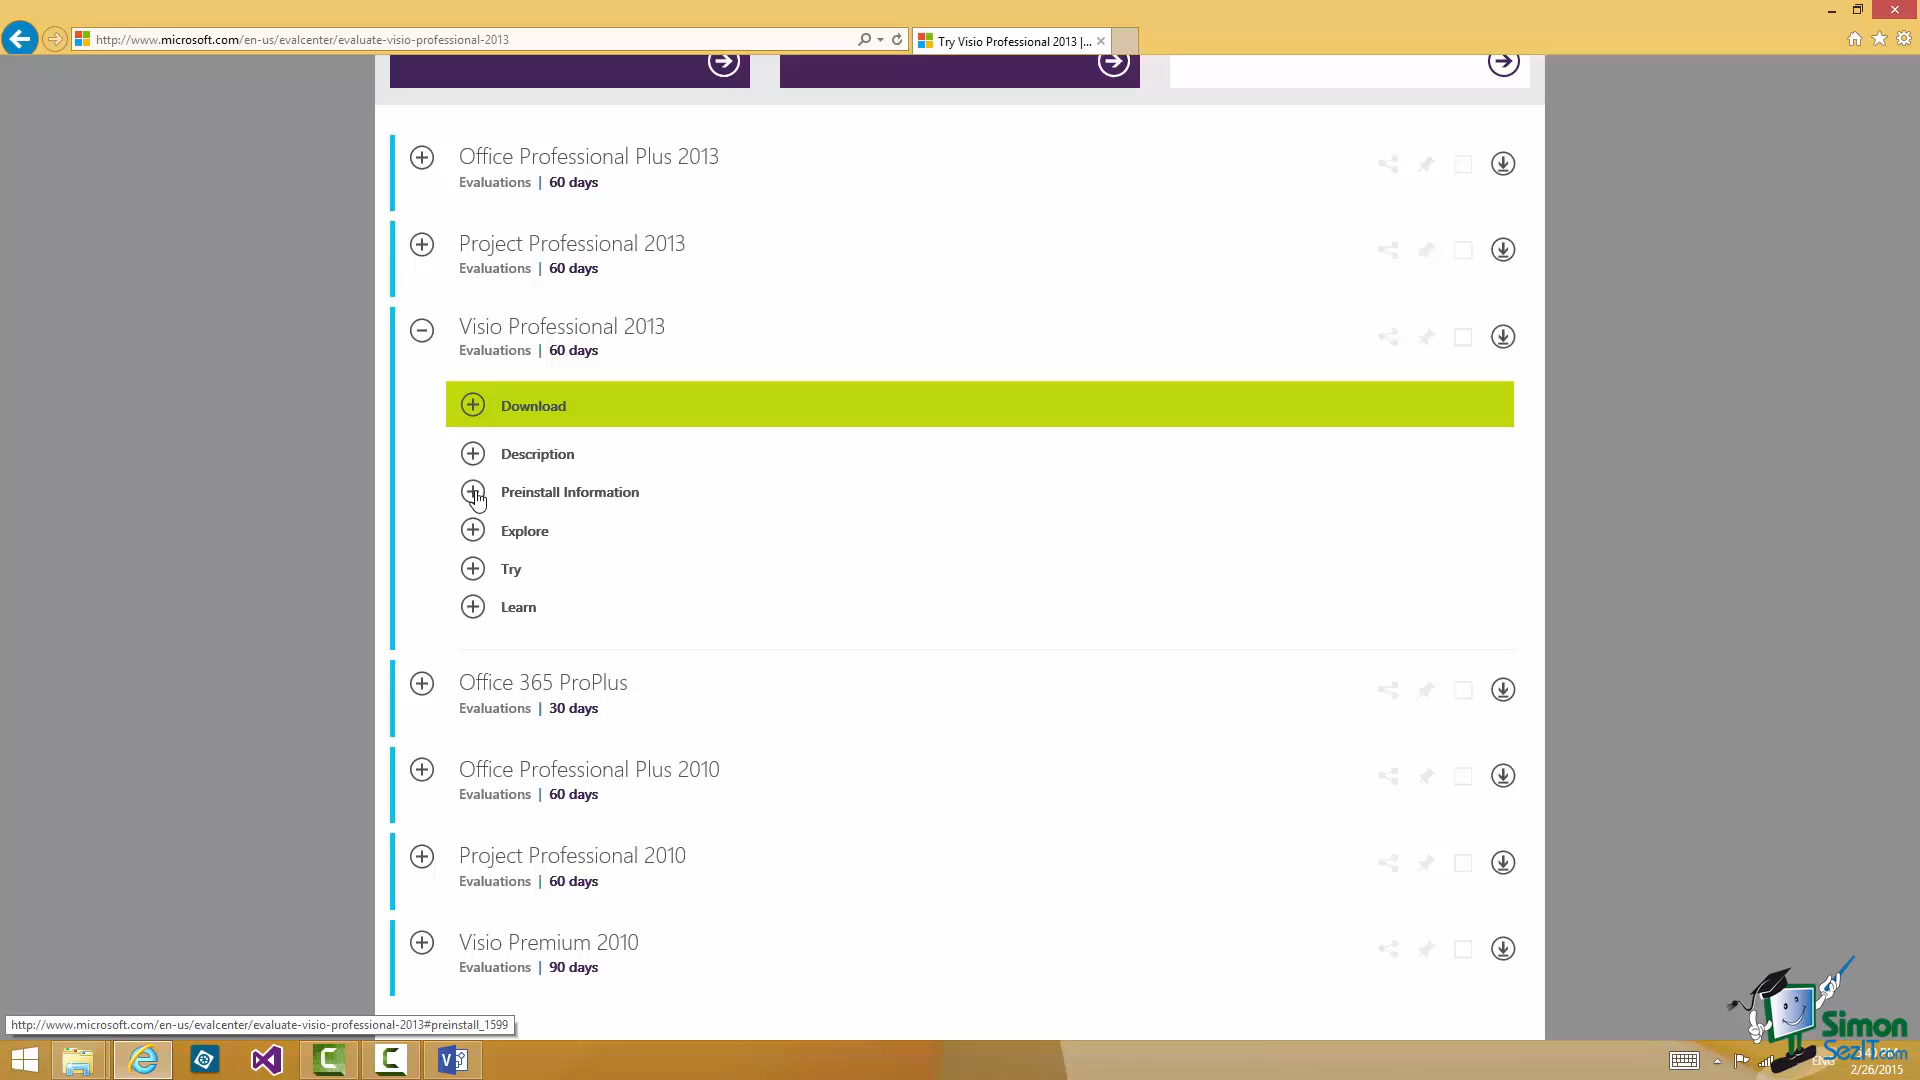 http://www.microsoft.com/en-us/evalcenter/evaluate-visio-professional-2013
Try Visio Professional 2013 |...
Office Professional Plus 2013
Evaluations | 60 days
Project Professional 2013
Evaluations | 60 days
Visio Professional 2013
Evaluations | 60 days
Download
Description
Preinstall Information
Explore
Try
Learn
Office 365 ProPlus
Evaluations | 30 days
Office Professional Plus 2010
Evaluations | 60 days
Project Professional 2010
Evaluations | 60 days
Visio Premium 2010
Evaluations | 90 days
http://www.microsoft.com/en-us/evalcenter/evaluate-visio-professional-2013#preinstall_1599
Simon
SezIT.com
ENG
2/26/2015